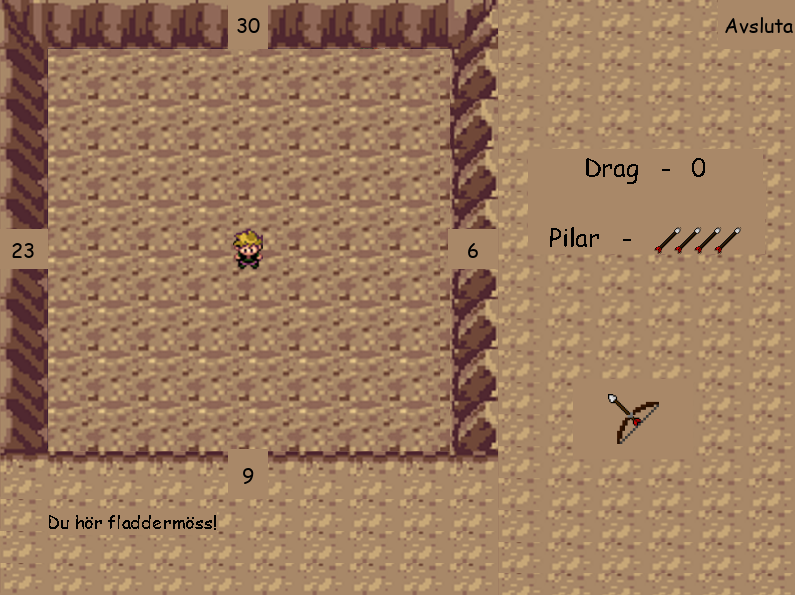 30
Avsluta
Drag - 0
Pilar -
23
6
9
Du hör fladdermöss!